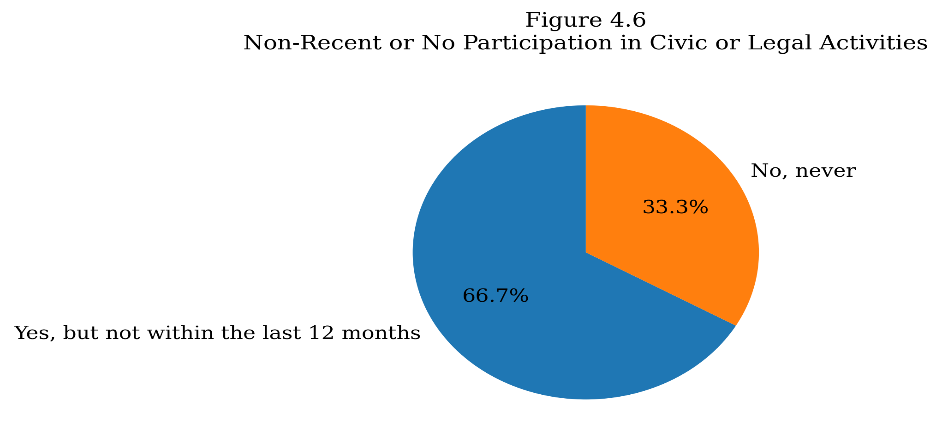 Figure 4.6
Non-Recent or No Participation in Civic or Legal Activities
No, never
33.3%
66.7%
Yes, but not within the last 12 months